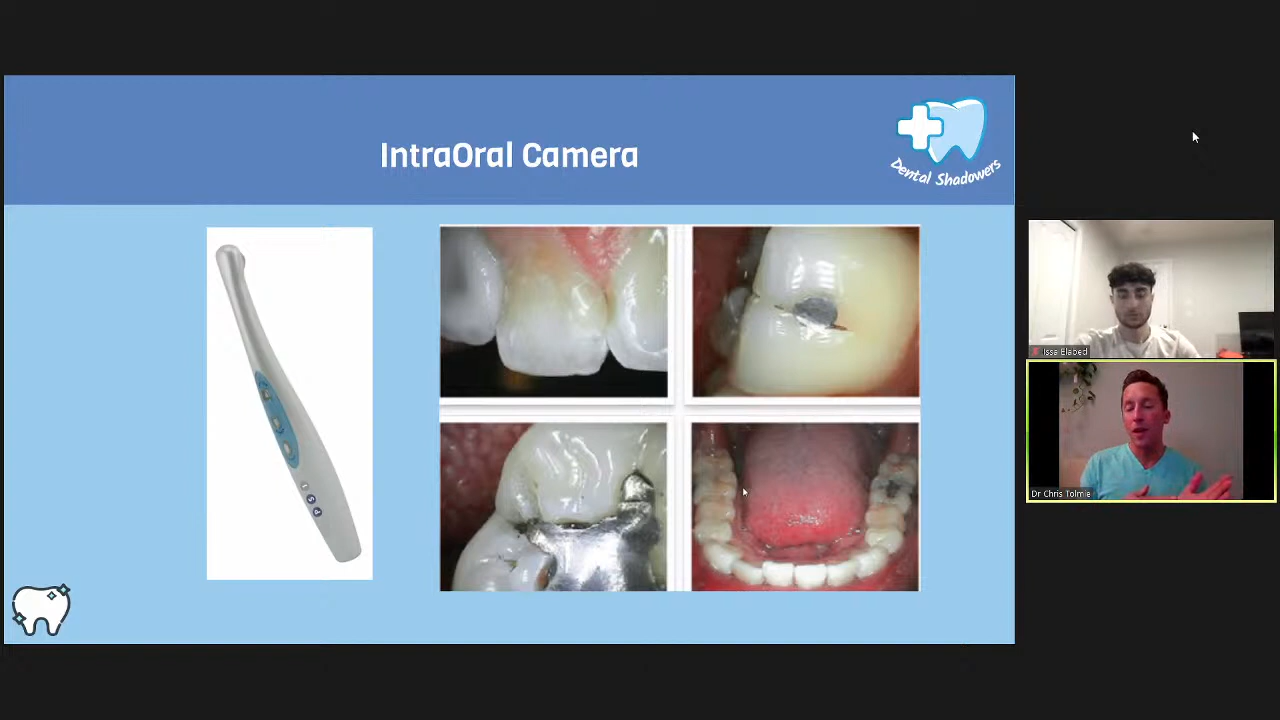 IntraOral Camera
Dental Shadowers
Issa Elabed
Dr Chris Tolmie